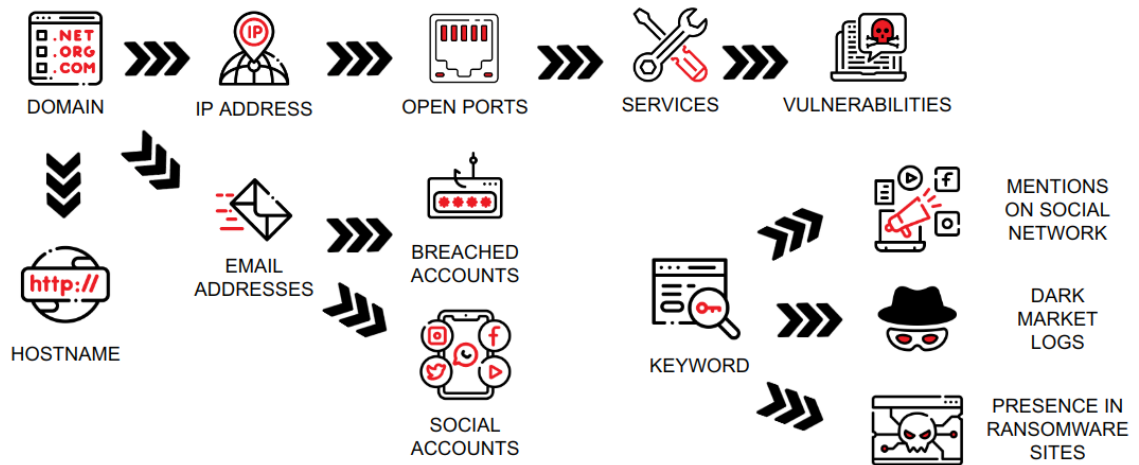 .NET
.ORG
.COM
IP
DOMAIN
IP ADDRESS
OPEN PORTS
SERVICES
VULNERABILITIES
http://
HOSTNAME
EMAIL
ADDRESSES
BREACHED
ACCOUNTS
SOCIAL
ACCOUNTS
KEYWORD
MENTIONS
ON SOCIAL
NETWORK
DARK
MARKET
LOGS
PRESENCE IN
RANSOMWARE
SITES